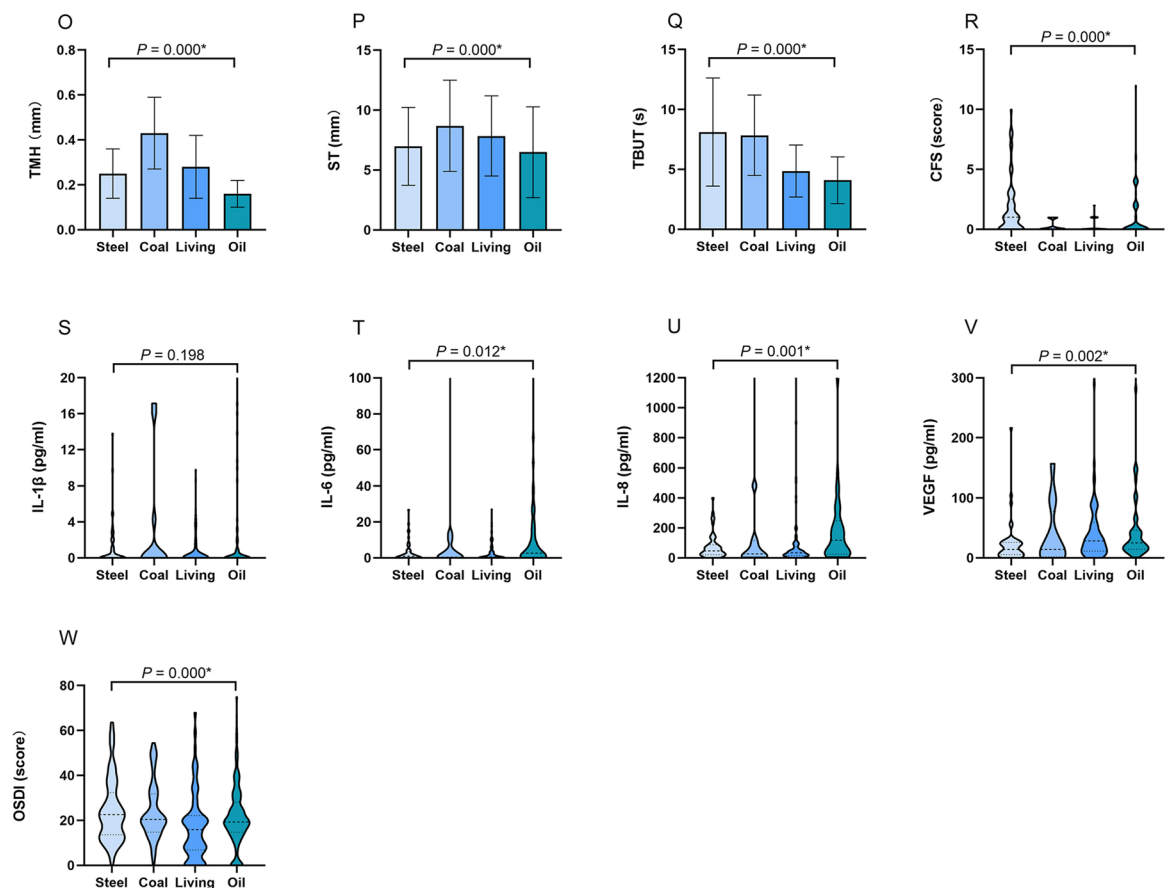 O
P
Q
R
P = 0.000*
P = 0.000*
P = 0.000*
P = 0.000*
TMH (mm)
0.8
0.6
0.4
0.2
0.0
Steel Coal Living Oil
ST (mm)
15
10
5
0
Steel Coal Living Oil
TBUT (s)
15
10
5
0
Steel Coal Living Oil
CFS (score)
15
10
5
0
Steel Coal Living Oil
S
T
U
V
P = 0.198
P = 0.012*
P = 0.001*
P = 0.002*
IL-1β (pg/ml)
20
16
12
8
4
0
Steel Coal Living Oil
IL-6 (pg/ml)
100
80
60
40
20
0
Steel Coal Living Oil
IL-8 (pg/ml)
1200
1000
800
600
400
200
0
Steel Coal Living Oil
VEGF (pg/ml)
300
200
100
0
Steel Coal Living Oil
W
P = 0.000*
OSDI (score)
80
60
40
20
0
Steel Coal Living Oil